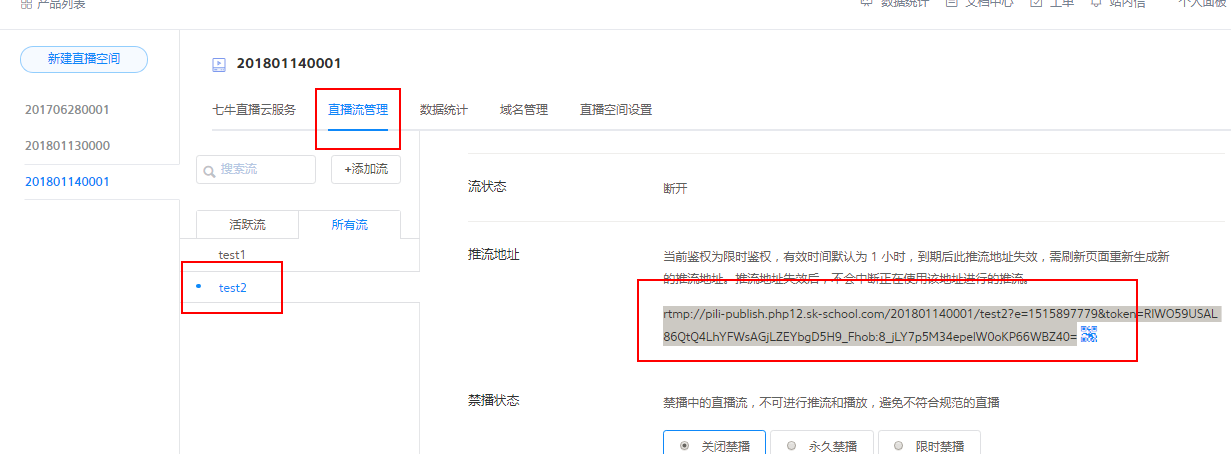 产品列表
数据统计 文档中心 工单 站内信 个人面板
新建直播空间
201706280001
201801130000
201801140001
201801140001
七牛直播云服务 直播流管理 数据统计 域名管理 直播空间设置
搜索流 +添加流
活跃流 所有流
test1
test2
流状态 断开
推流地址 当前鉴权为限时鉴权，有效时间默认为 1 小时，到期后此推流地址失效，需刷新页面重新生成新
的推流地址。推流地址失效后，不会中断正在使用该地址进行的推流。
rtmp://pili-publish.php12.sk-school.com/201801140001/test2?e=1515897779&token=RlWO59USAL
86QtQ4LhYFWsAGjLZEYbgD5H9_Fhob:8_jLY7p5M34epeIW0oKP66WBZ40=
禁播状态 禁播中的直播流，不可进行推流和播放，避免不符合规范的直播
关闭禁播 永久禁播 限时禁播